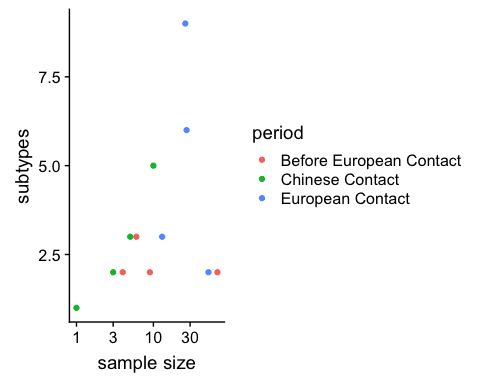 7.5
5.0
2.5
subtypes
1 3 10 30
sample size
period
Before European Contact
Chinese Contact
European Contact